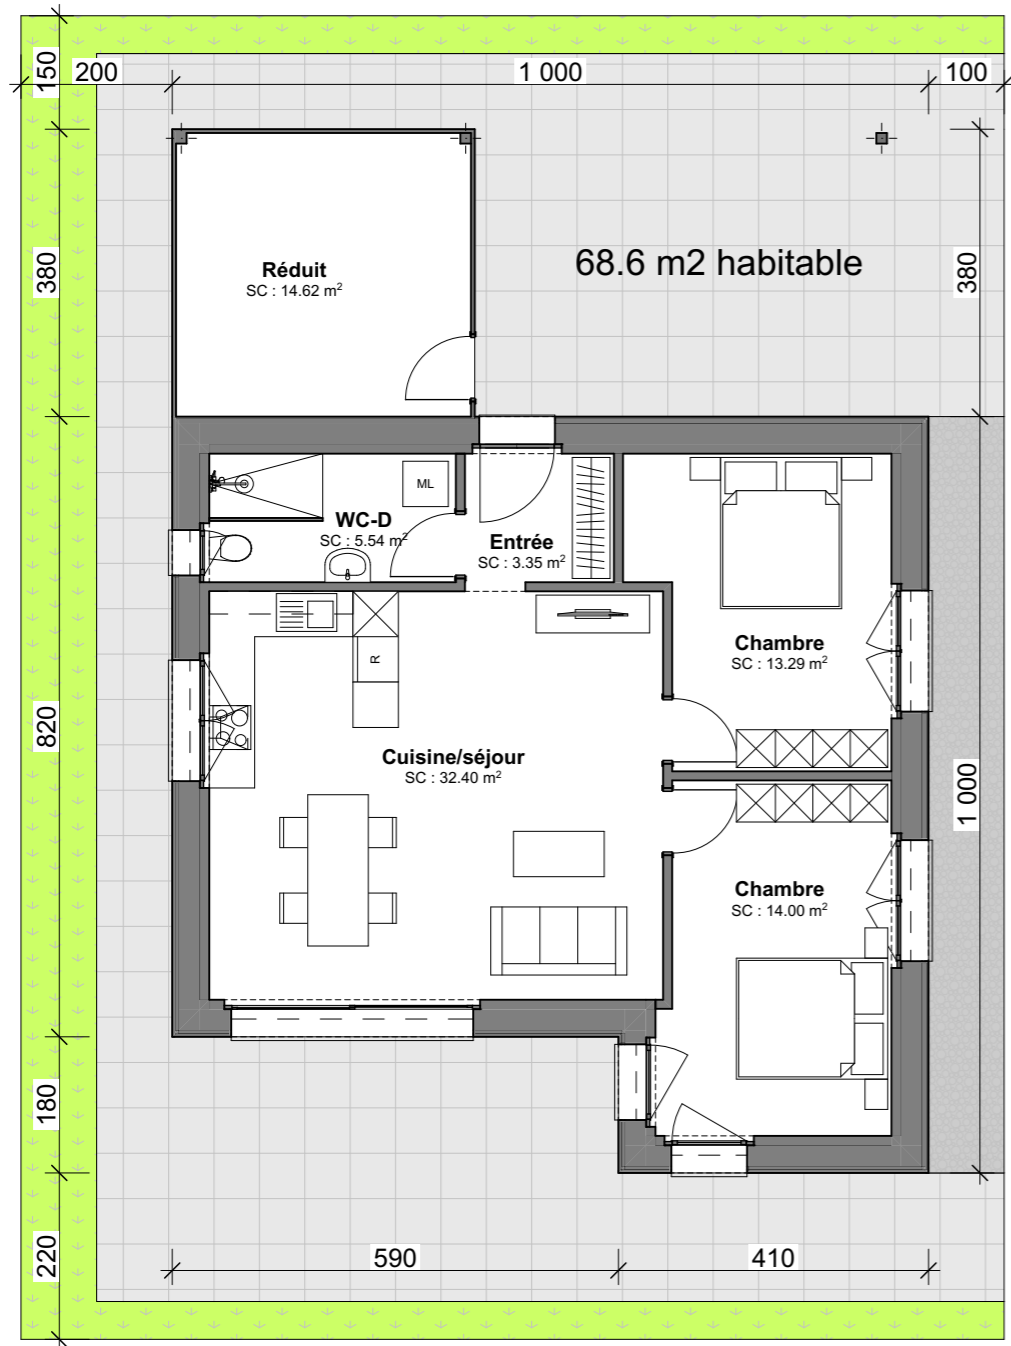 150
200
1 000
100
380
Réduit
SC : 14.62 m²
68.6 m2 habitable
380
ML
WC-D
SC : 5.54 m²
Entrée
SC : 3.35 m²
R
Chambre
SC : 13.29 m²
820
Cuisine/séjour
SC : 32.40 m²
1 000
Chambre
SC : 14.00 m²
180
220
590
410